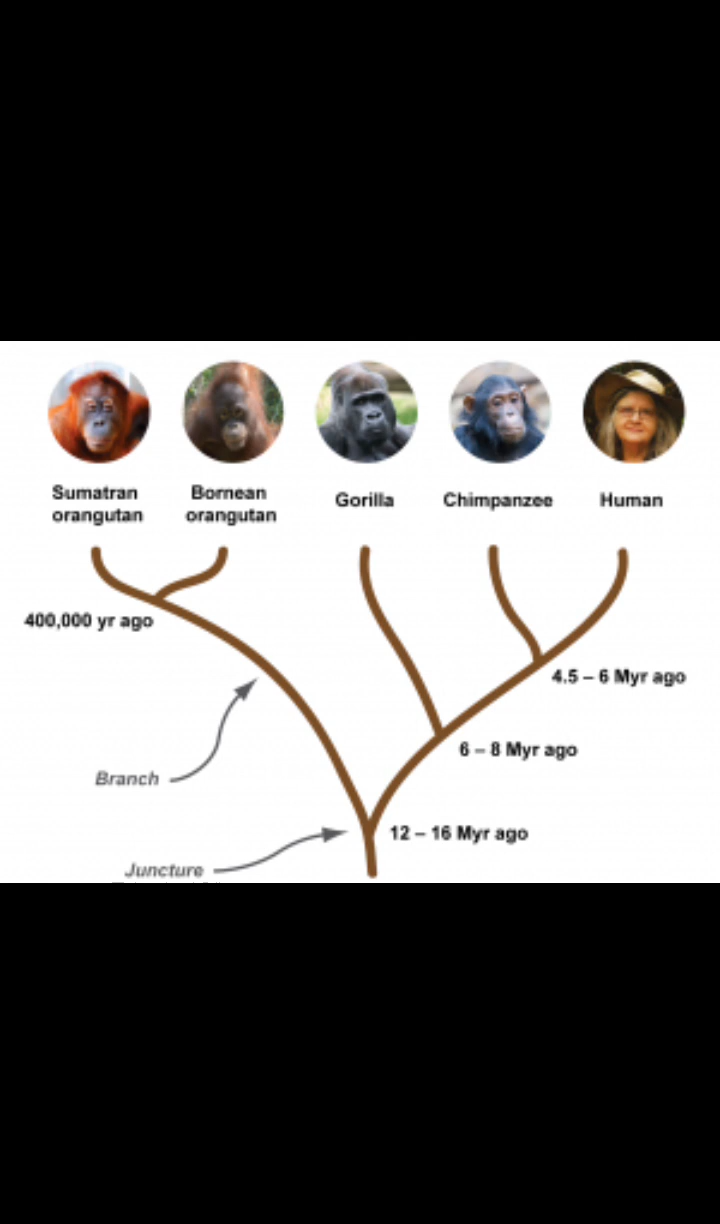 Sumatran
orangutan
Bornean
orangutan
Gorilla
Chimpanzee
Human
400,000 yr ago
4.5 – 6 Myr ago
6 – 8 Myr ago
Branch
12 – 16 Myr ago
Juncture